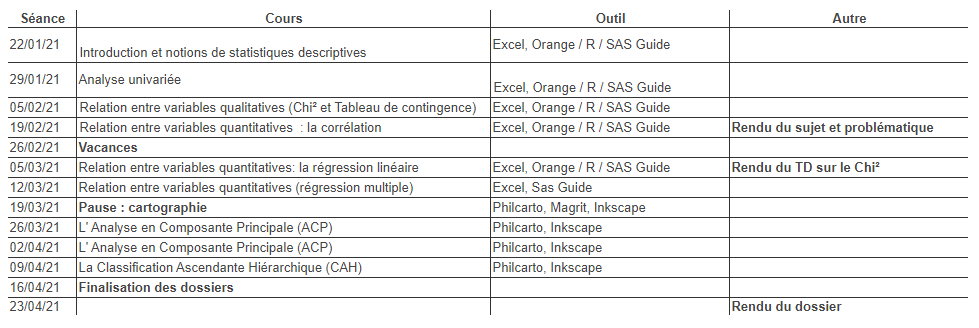 Séance Cours Outil Autre
22/01/21 Introduction et notions de statistiques descriptives Excel, Orange / R / SAS Guide
29/01/21 Analyse univariée Excel, Orange / R / SAS Guide
05/02/21 Relation entre variables qualitatives (Chi² et Tableau de contingence) Excel, Orange / R / SAS Guide
19/02/21 Relation entre variables quantitatives : la corrélation Excel, Orange / R / SAS Guide Rendu du sujet et problématique
26/02/21 Vacances
05/03/21 Relation entre variables quantitatives: la régression linéaire Excel, Orange / R / SAS Guide Rendu du TD sur le Chi²
12/03/21 Relation entre variables quantitatives (régression multiple) Excel, Sas Guide
19/03/21 Pause : cartographie Philcarto, Magrit, Inkscape
26/03/21 L' Analyse en Composante Principale (ACP) Philcarto, Inkscape
02/04/21 L' Analyse en Composante Principale (ACP) Philcarto, Inkscape
09/04/21 La Classification Ascendante Hiérarchique (CAH) Philcarto, Inkscape
16/04/21 Finalisation des dossiers
23/04/21 Rendu du dossier